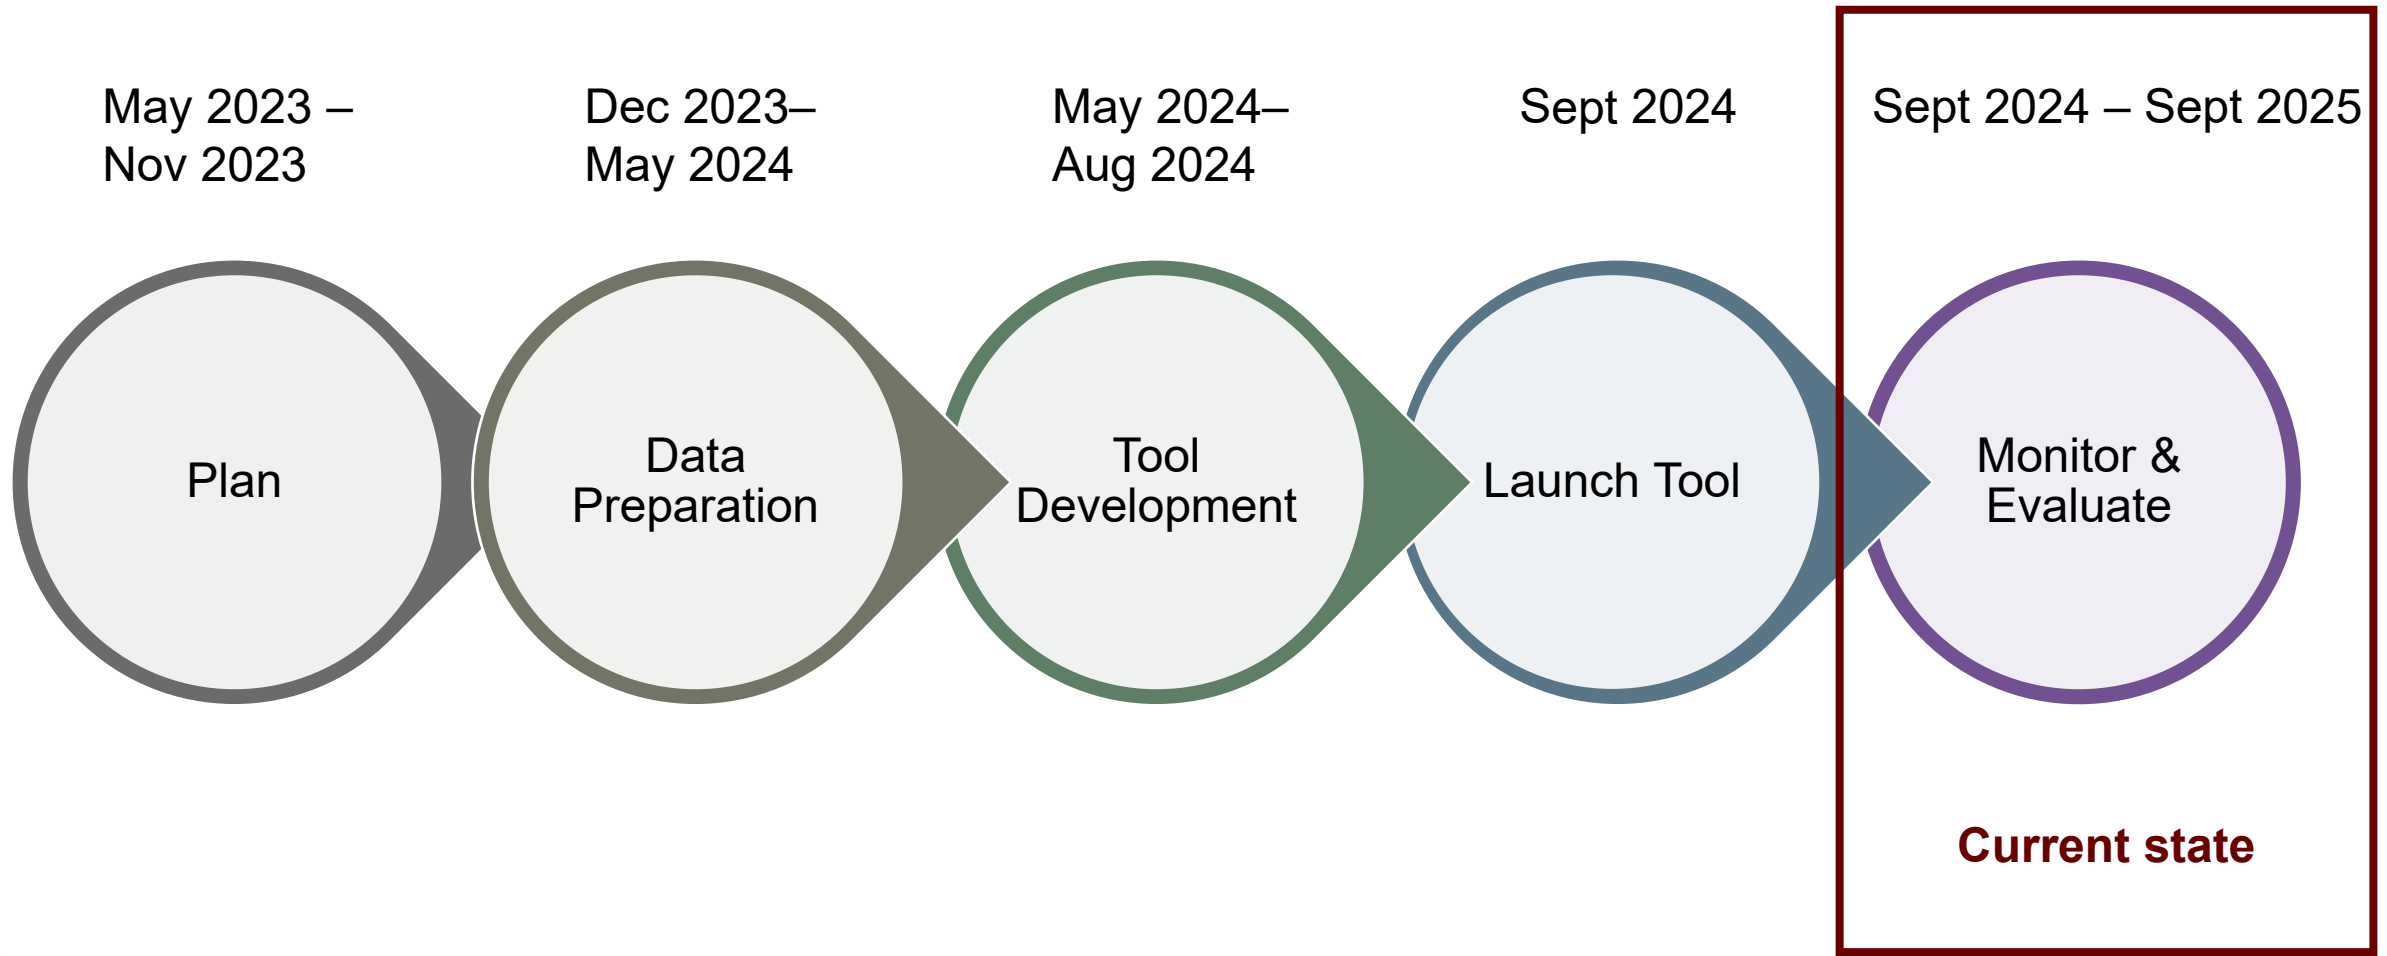 May 2023 –
Nov 2023
Dec 2023–
May 2024
May 2024–
Aug 2024
Sept 2024
Sept 2024 – Sept 2025
Plan
Data
Preparation
Tool
Development
Launch Tool
Monitor &
Evaluate
Current state